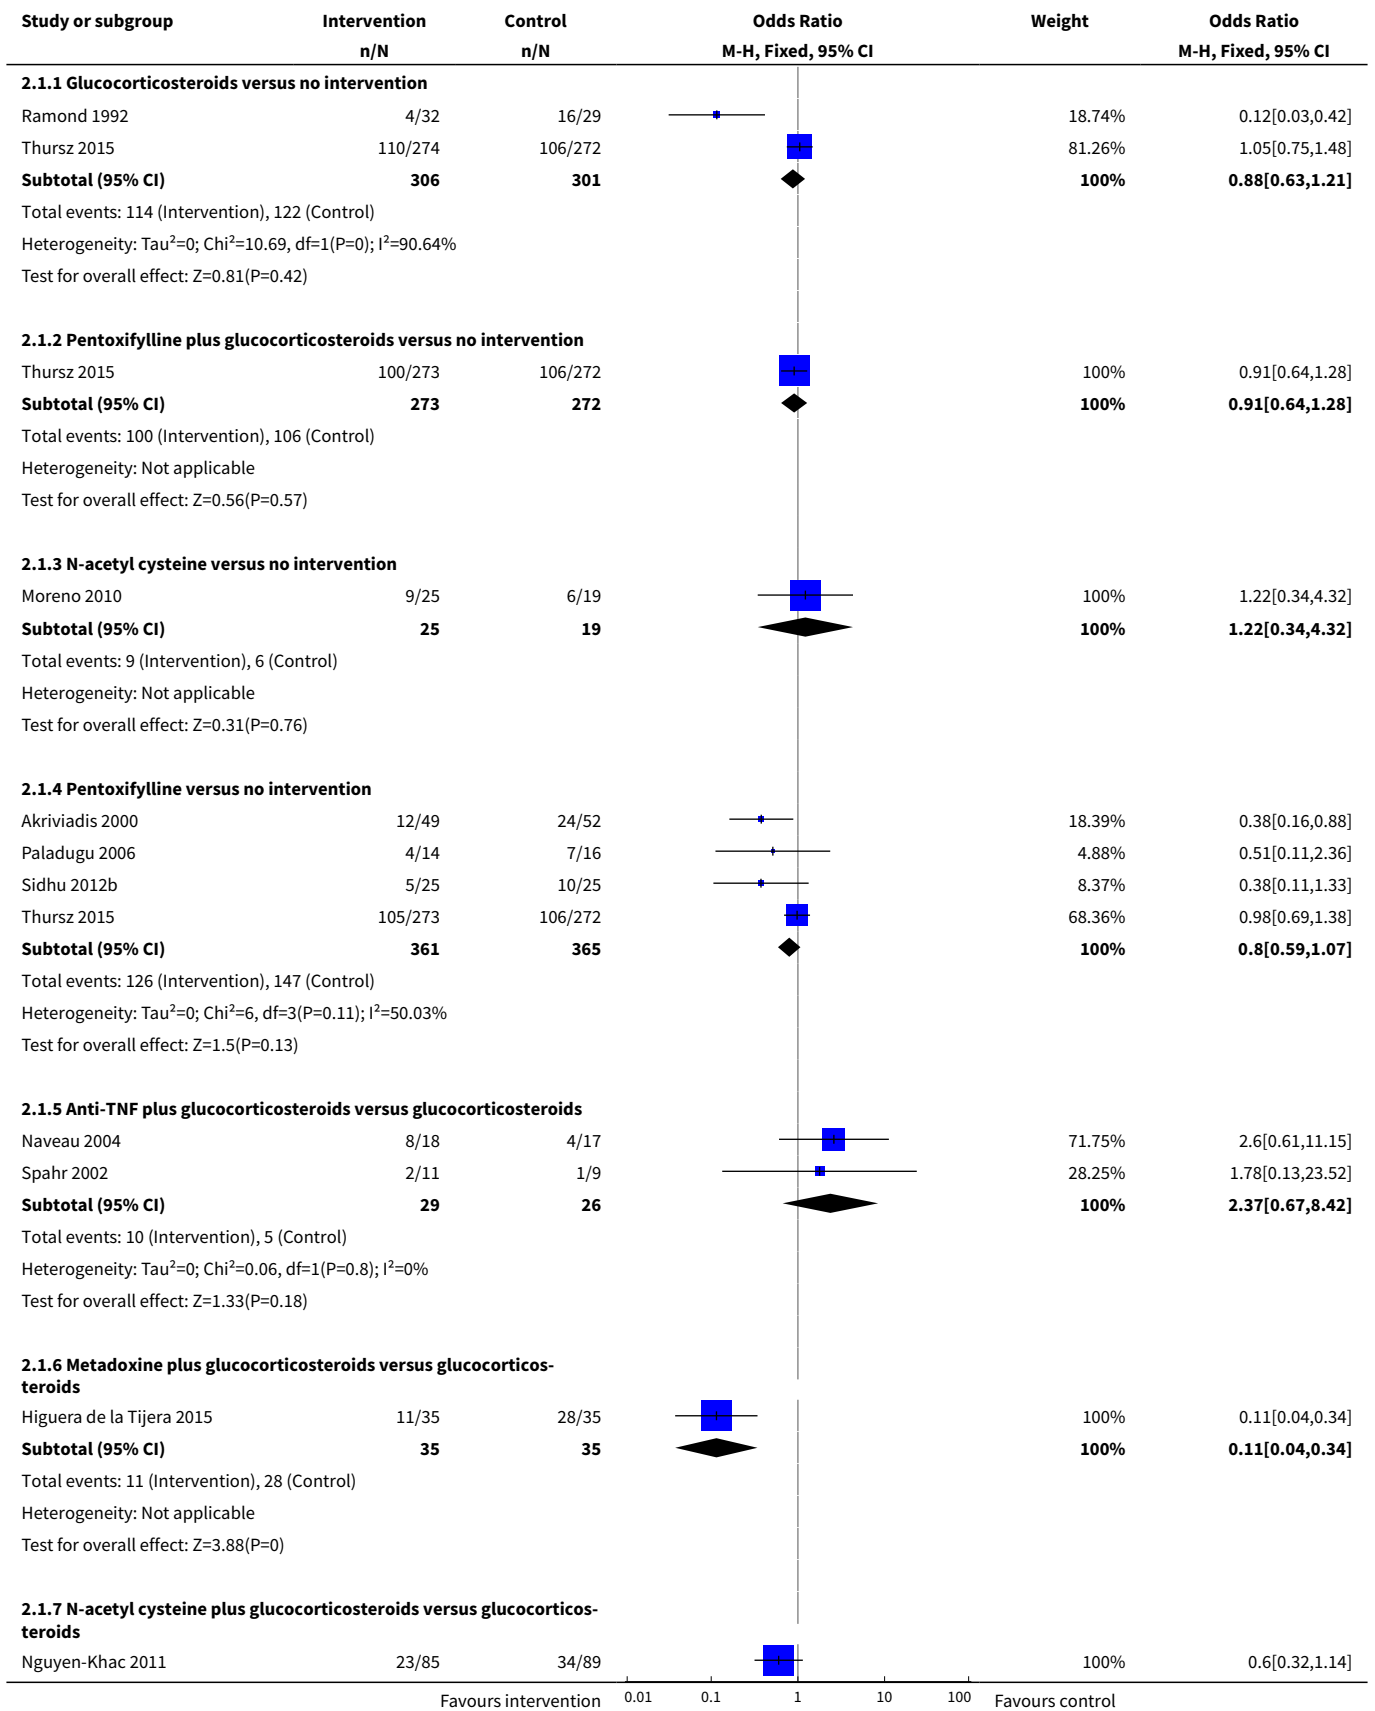 Study or subgroup Intervention Control Odds Ratio Weight Odds Ratio
n/N n/N M-H, Fixed, 95% CI M-H, Fixed, 95% CI
2.1.1 Glucocorticosteroids versus no intervention
Ramond 1992 4/32 16/29 18.74% 0.12[0.03,0.42]
Thursz 2015 110/274 106/272 81.26% 1.05[0.75,1.48]
Subtotal (95% CI) 306 301 100% 0.88[0.63,1.21]
Total events: 114 (Intervention), 122 (Control)
Heterogeneity: Tau²=0; Chi²=10.69, df=1(P=0); I²=90.64%
Test for overall effect: Z=0.81(P=0.42)
2.1.2 Pentoxifylline plus glucocorticosteroids versus no intervention
Thursz 2015 100/273 106/272 100% 0.91[0.64,1.28]
Subtotal (95% CI) 273 272 100% 0.91[0.64,1.28]
Total events: 100 (Intervention), 106 (Control)
Heterogeneity: Not applicable
Test for overall effect: Z=0.56(P=0.57)
2.1.3 N-acetyl cysteine versus no intervention
Moreno 2010 9/25 6/19 100% 1.22[0.34,4.32]
Subtotal (95% CI) 25 19 100% 1.22[0.34,4.32]
Total events: 9 (Intervention), 6 (Control)
Heterogeneity: Not applicable
Test for overall effect: Z=0.31(P=0.76)
2.1.4 Pentoxifylline versus no intervention
Akriviadis 2000 12/49 24/52 18.39% 0.38[0.16,0.88]
Paladugu 2006 4/14 7/16 4.88% 0.51[0.11,2.36]
Sidhu 2012b 5/25 10/25 8.37% 0.38[0.11,1.33]
Thursz 2015 105/273 106/272 68.36% 0.98[0.69,1.38]
Subtotal (95% CI) 361 365 100% 0.8[0.59,1.07]
Total events: 126 (Intervention), 147 (Control)
Heterogeneity: Tau²=0; Chi²=6, df=3(P=0.11); I²=50.03%
Test for overall effect: Z=1.5(P=0.13)
2.1.5 Anti-TNF plus glucocorticosteroids versus glucocorticosteroids
Naveau 2004 8/18 4/17 71.75% 2.6[0.61,11.15]
Spahr 2002 2/11 1/9 28.25% 1.78[0.13,23.52]
Subtotal (95% CI) 29 26 100% 2.37[0.67,8.42]
Total events: 10 (Intervention), 5 (Control)
Heterogeneity: Tau²=0; Chi²=0.06, df=1(P=0.8); I²=0%
Test for overall effect: Z=1.33(P=0.18)
2.1.6 Metadoxine plus glucocorticosteroids versus glucocorticos-
teroids
Higuera de la Tijera 2015 11/35 28/35 100% 0.11[0.04,0.34]
Subtotal (95% CI) 35 35 100% 0.11[0.04,0.34]
Total events: 11 (Intervention), 28 (Control)
Heterogeneity: Not applicable
Test for overall effect: Z=3.88(P=0)
2.1.7 N-acetyl cysteine plus glucocorticosteroids versus glucocorticos-
teroids
Nguyen-Khac 2011 23/85 34/89 100% 0.6[0.32,1.14]
Favours intervention 0.01 0.1 1 10 100 Favours control